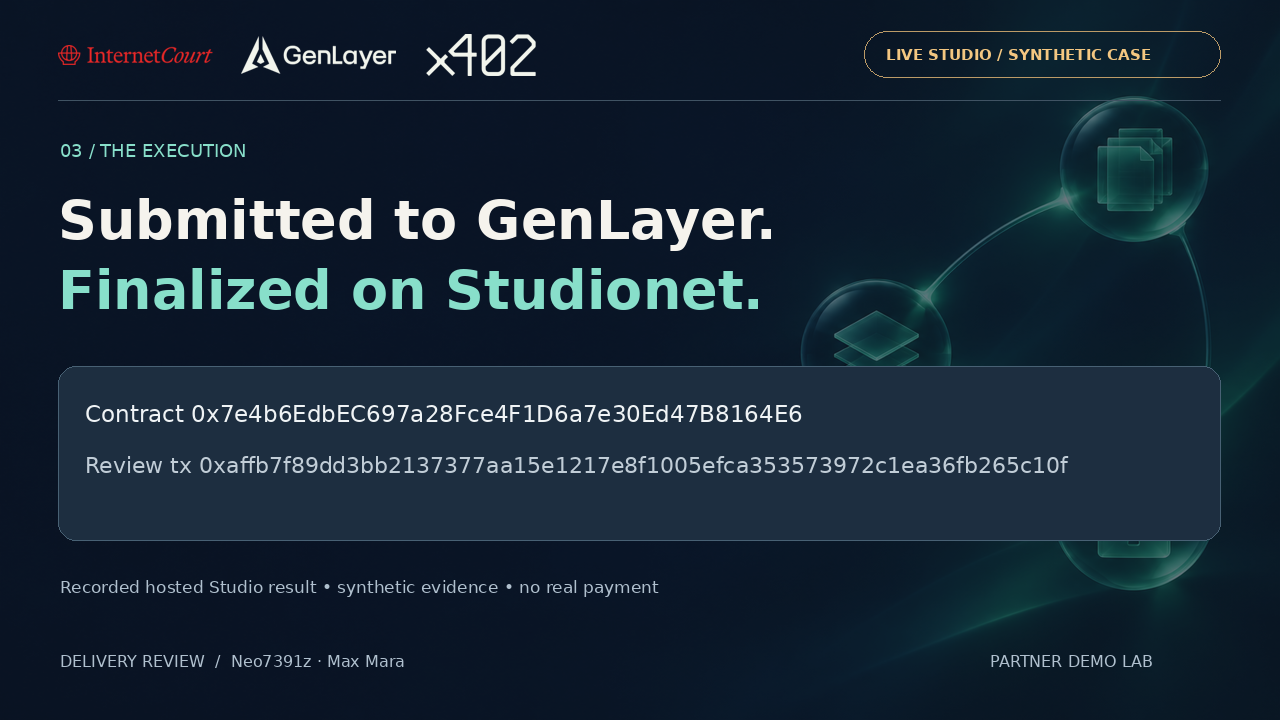 InternetCourt
GenLayer
x402
LIVE STUDIO / SYNTHETIC CASE
03 / THE EXECUTION
Submitted to GenLayer.
Finalized on Studionet.
Contract 0x7e4b6EdbEC697a28Fce4F1D6a7e30Ed47B8164E6
Review tx 0xaffb7f89dd3bb2137377aa15e1217e8f1005efca353573972c1ea36fb265c10f
Recorded hosted Studio result • synthetic evidence • no real payment
DELIVERY REVIEW / Neo7391z · Max Mara
PARTNER DEMO LAB